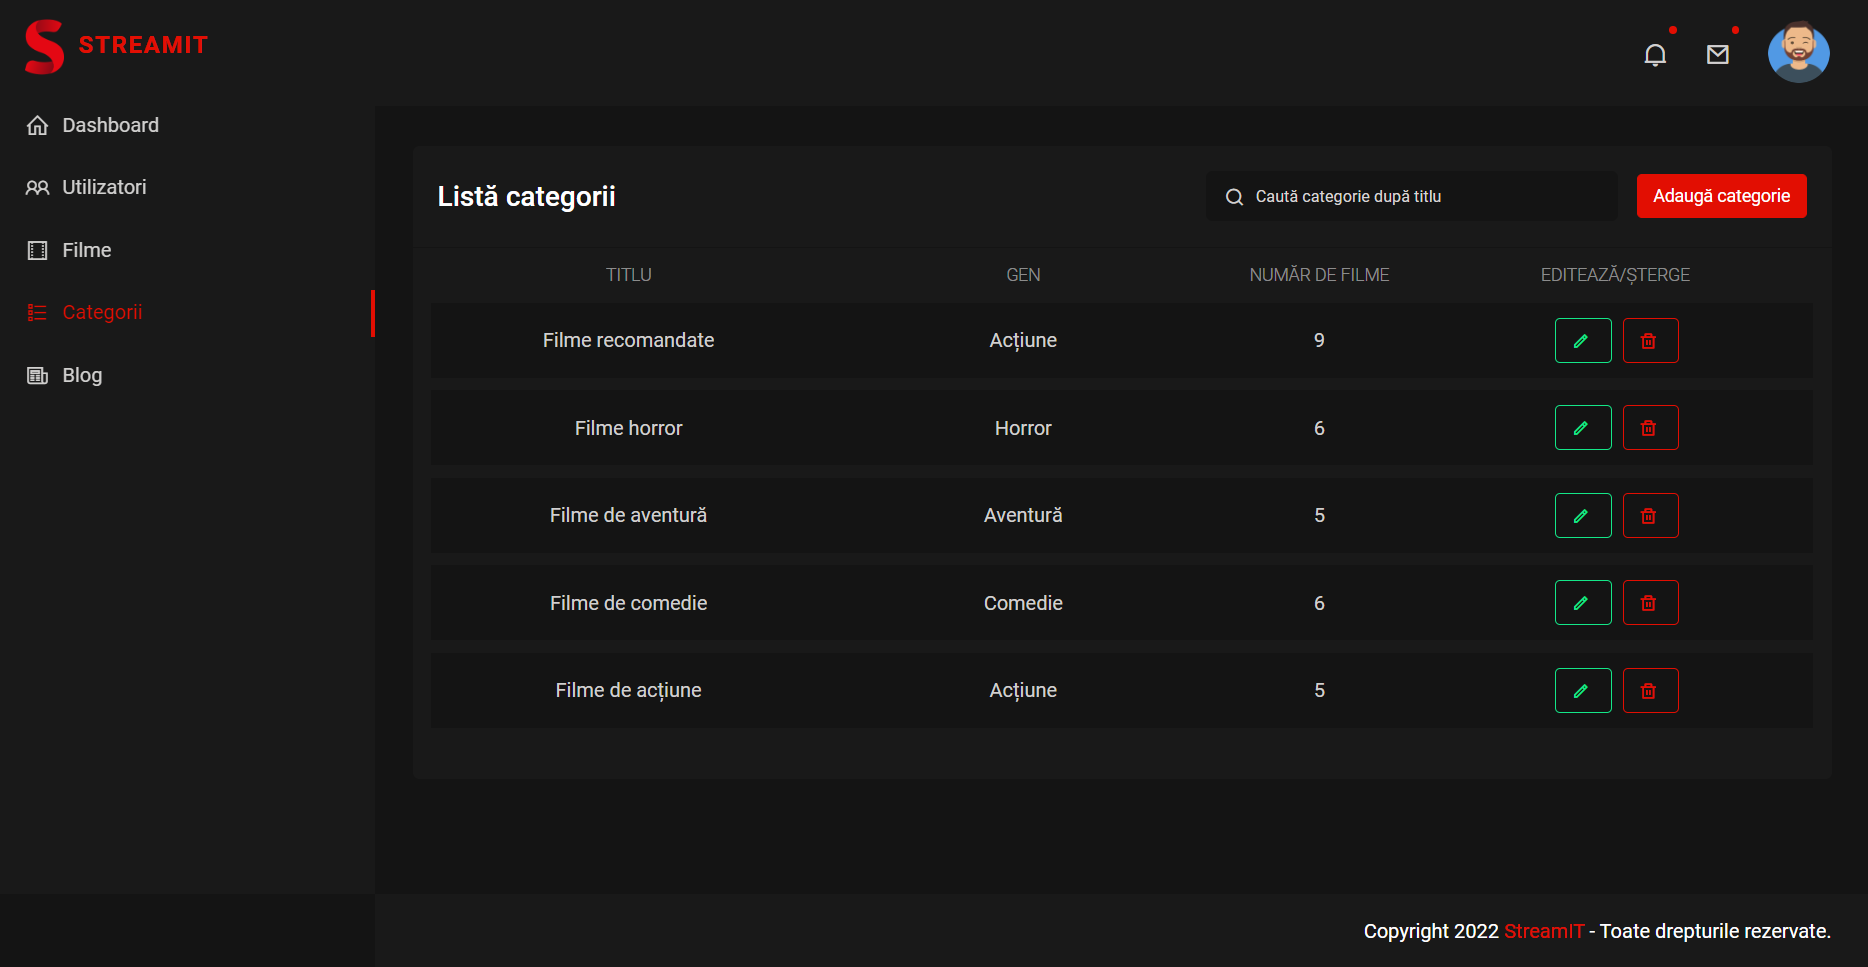 STREAMIT
Dashboard
Utilizatori
Filme
Categorii
Blog
Listă categorii
Caută categorie după titlu
Adaugă categorie
TITLU GEN NUMĂR DE FILME EDITEAZĂ/ȘTERGE
Filme recomandate Acțiune 9
Filme horror Horror 6
Filme de aventură Aventură 5
Filme de comedie Comedie 6
Filme de acțiune Acțiune 5
Copyright 2022 StreamIT - Toate drepturile rezervate.